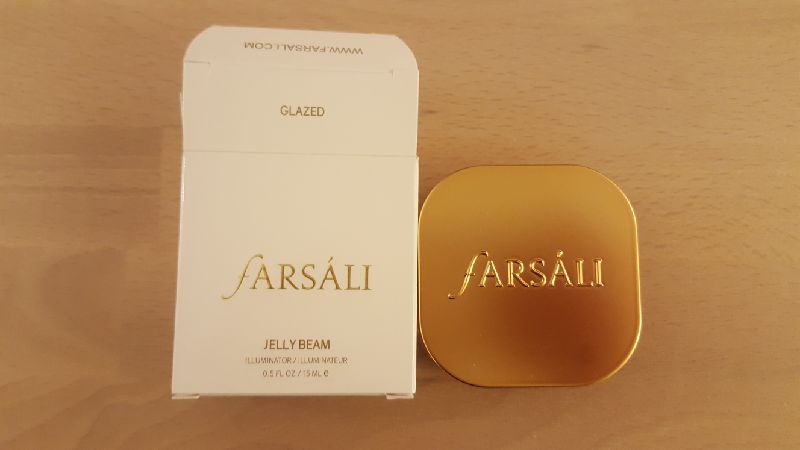 WWW.FARSALI.COM
GLAZED
fARSÁLI
JELLY BEAM
ILLUMINATOR / ILLUMINATEUR
0.5 FL OZ / 15 ML ℮
fARSÁLI